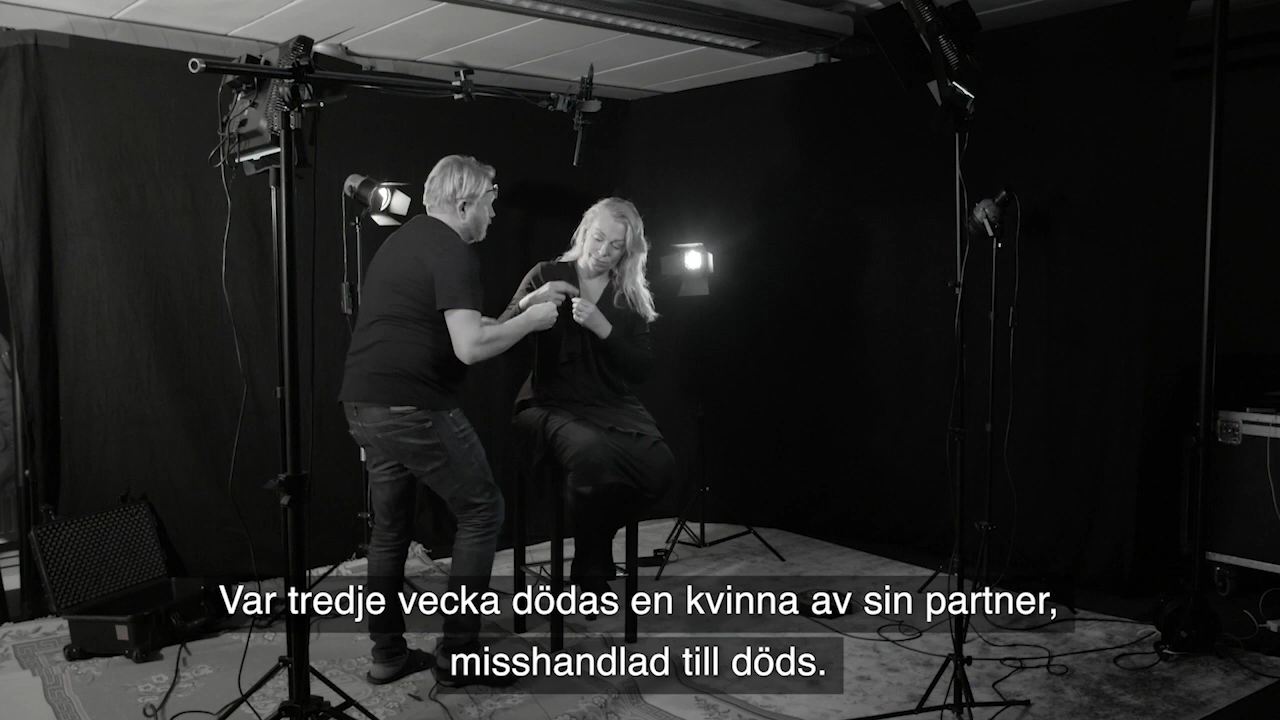 Var tredje vecka dödas en kvinna av sin partner,
misshandlad till döds.